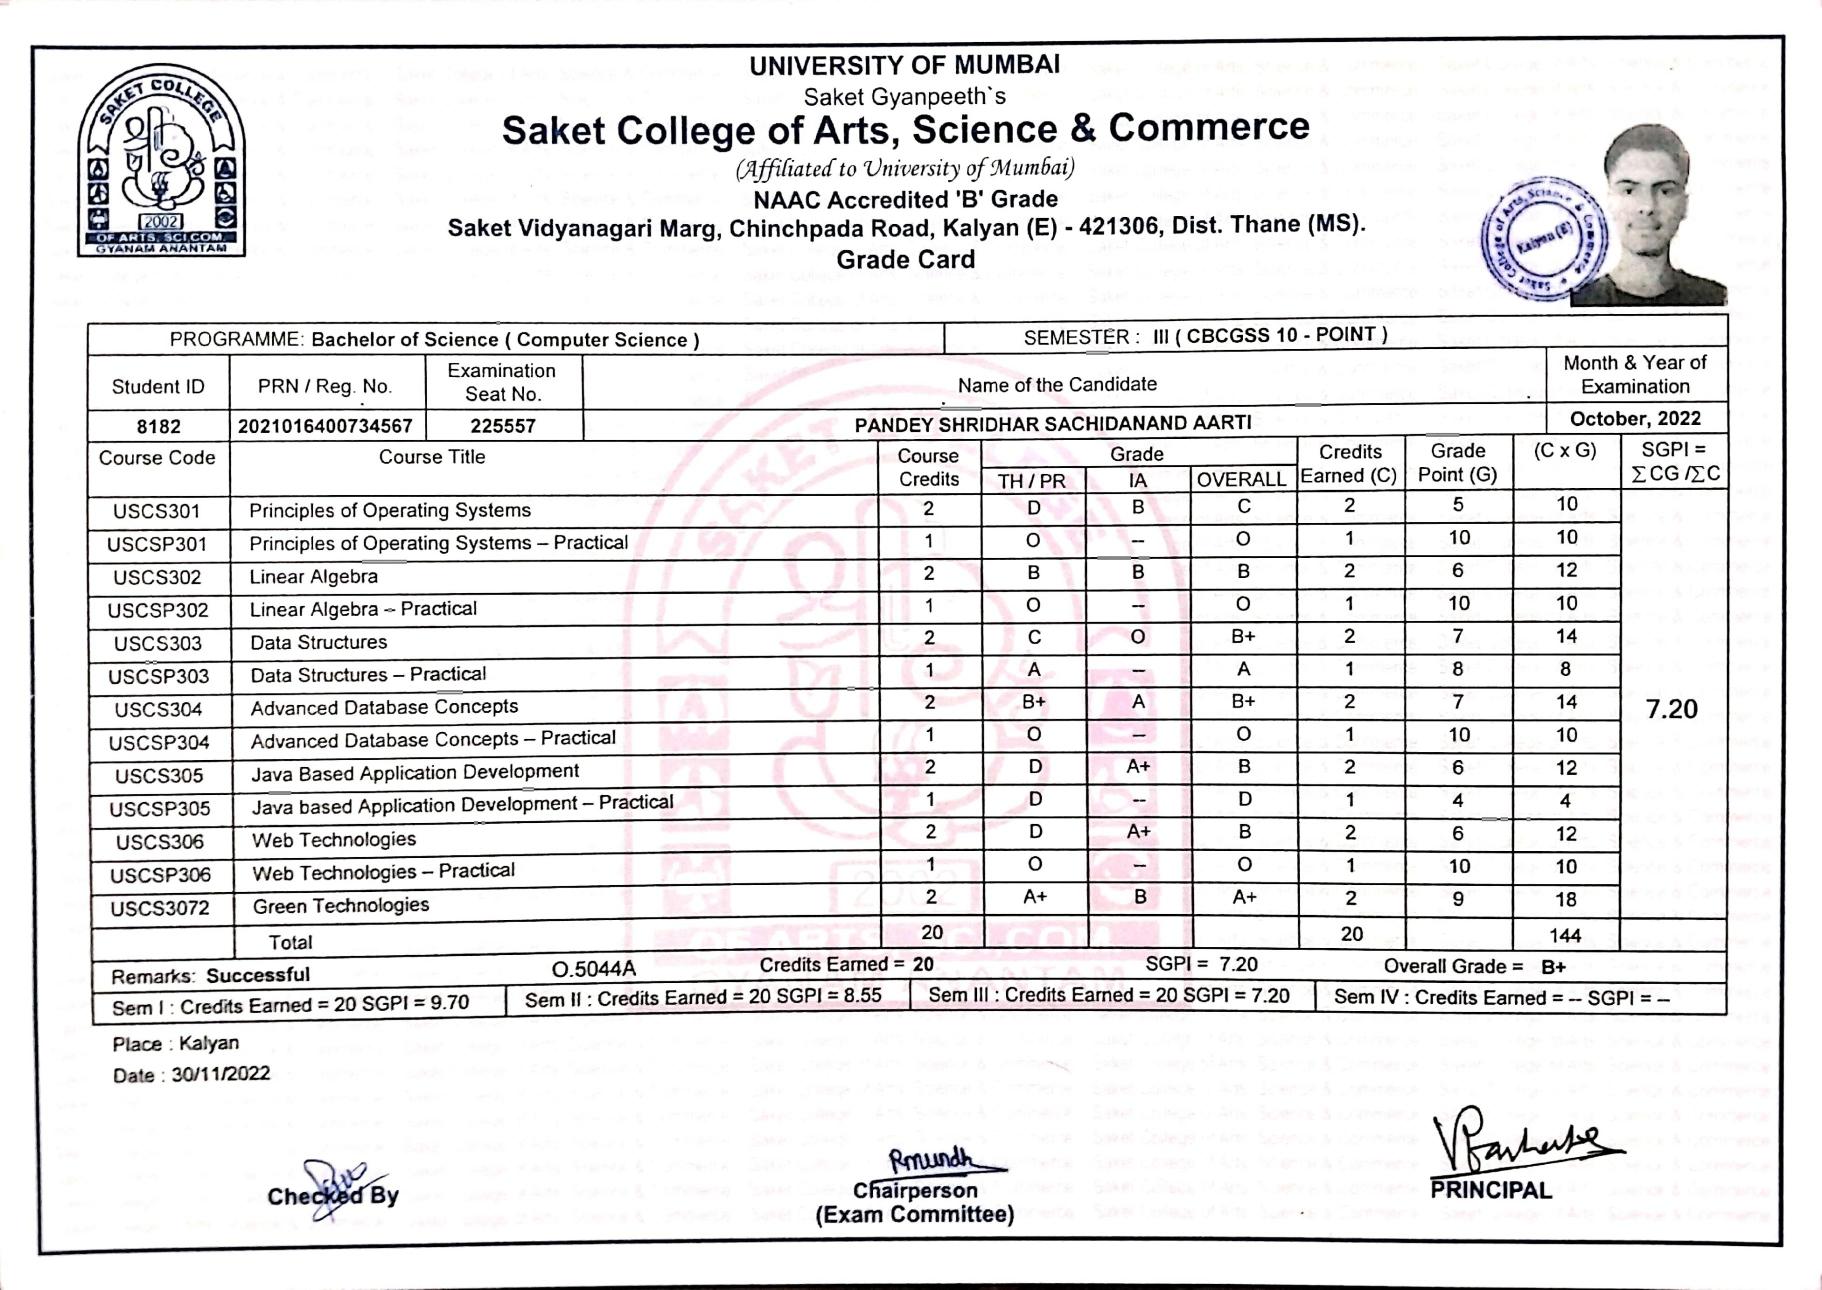 UNIVERSITY OF MUMBAI
Saket Gyanpeeth`s
Saket College of Arts, Science & Commerce
(Affiliated to University of Mumbai)
NAAC Accredited 'B' Grade
Saket Vidyanagari Marg, Chinchpada Road, Kalyan (E) - 421306, Dist. Thane (MS).
Grade Card
SAKET COLLEGE
2002
OF ARTS, SCI.COM.
GYANAM ANANTAM
Kalyan (E)
PROGRAMME: Bachelor of Science ( Computer Science ) SEMESTER : III ( CBCGSS 10 - POINT )
Student ID PRN / Reg. No. Examination Seat No. Name of the Candidate Month & Year of Examination
8182 2021016400734567 225557 PANDEY SHRIDHAR SACHIDANAND AARTI October, 2022
Course Code Course Title Course Credits Grade Credits Earned (C) Grade Point (G) (C x G) SGPI = ΣCG /ΣC
TH / PR IA OVERALL
USCS301 Principles of Operating Systems 2 D B C 2 5 10
USCSP301 Principles of Operating Systems – Practical 1 O -- O 1 10 10
USCS302 Linear Algebra 2 B B B 2 6 12
USCSP302 Linear Algebra – Practical 1 O -- O 1 10 10
USCS303 Data Structures 2 C O B+ 2 7 14
USCSP303 Data Structures – Practical 1 A -- A 1 8 8
USCS304 Advanced Database Concepts 2 B+ A B+ 2 7 14
7.20
USCSP304 Advanced Database Concepts – Practical 1 O -- O 1 10 10
USCS305 Java Based Application Development 2 D A+ B 2 6 12
USCSP305 Java based Application Development – Practical 1 D -- D 1 4 4
USCS306 Web Technologies 2 D A+ B 2 6 12
USCSP306 Web Technologies – Practical 1 O -- O 1 10 10
USCS3072 Green Technologies 2 A+ B A+ 2 9 18
Total 20 20 144
Remarks: Successful O.5044A Credits Earned = 20 SGPI = 7.20 Overall Grade = B+
Sem I : Credits Earned = 20 SGPI = 9.70 Sem II : Credits Earned = 20 SGPI = 8.55 Sem III : Credits Earned = 20 SGPI = 7.20 Sem IV : Credits Earned = -- SGPI = --
Place : Kalyan
Date : 30/11/2022
Checked By
Chairperson
(Exam Committee)
PRINCIPAL